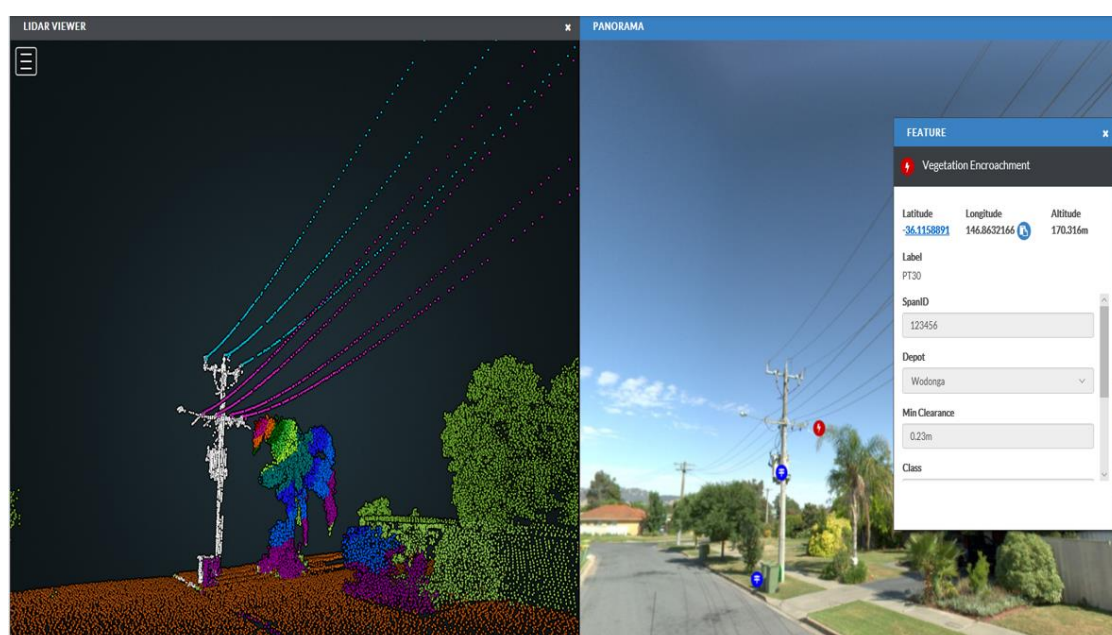 LIDAR VIEWER
PANORAMA
FEATURE
Vegetation Encroachment
Latitude Longitude Altitude
-36.1158891 146.8632166 170.316m
Label
PT30
SpanID
123456
Depot
Wodonga
Min Clearance
0.23m
Class